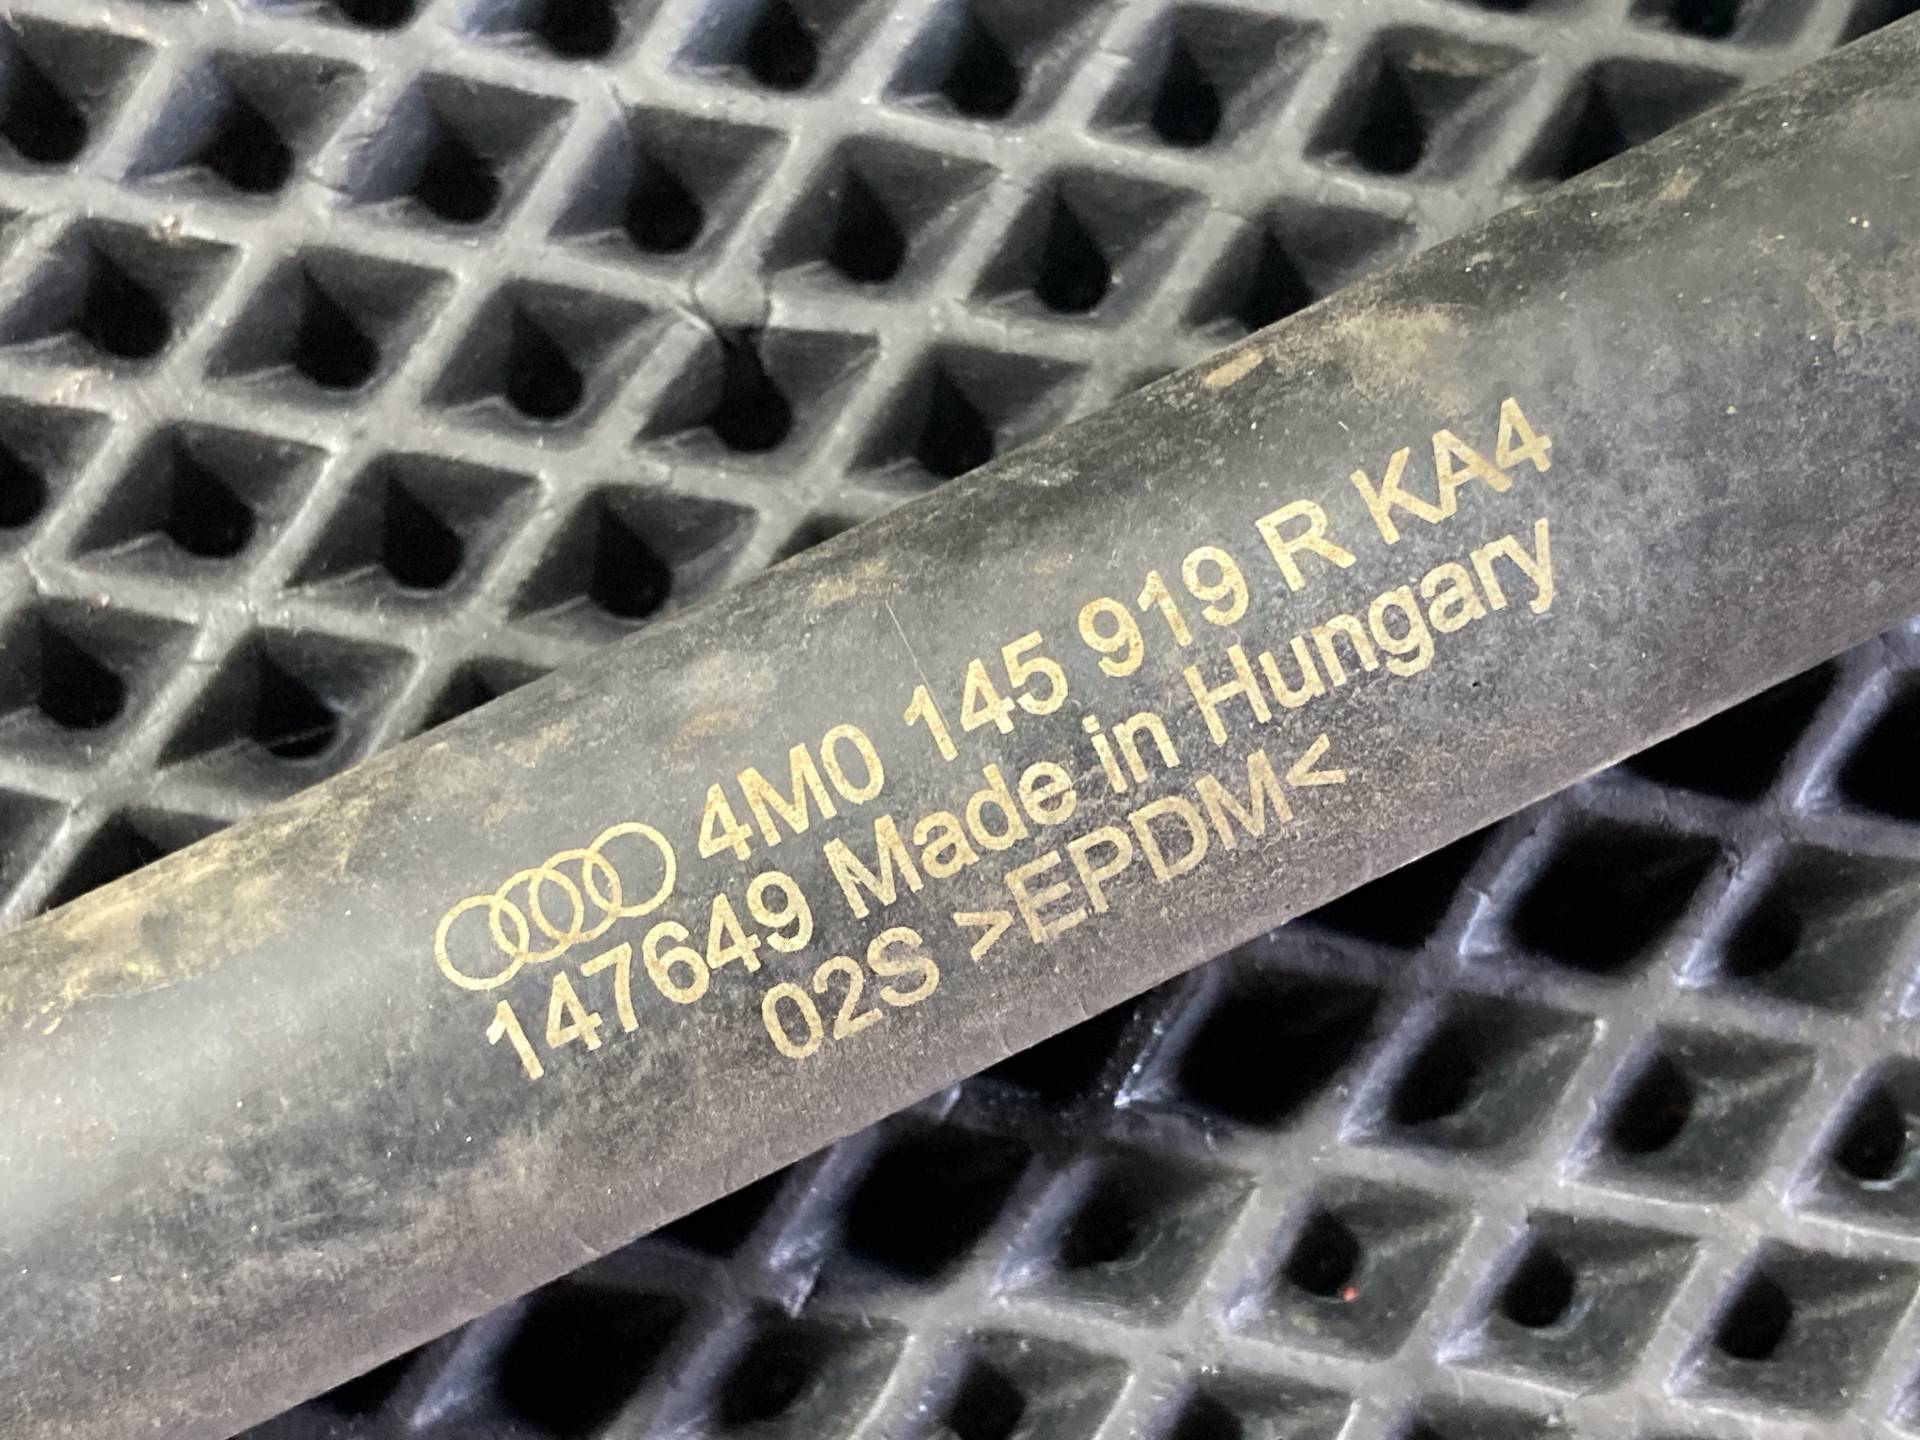 4M0 145 919 R KA4
147649 Made in Hungary
02S >EPDM<